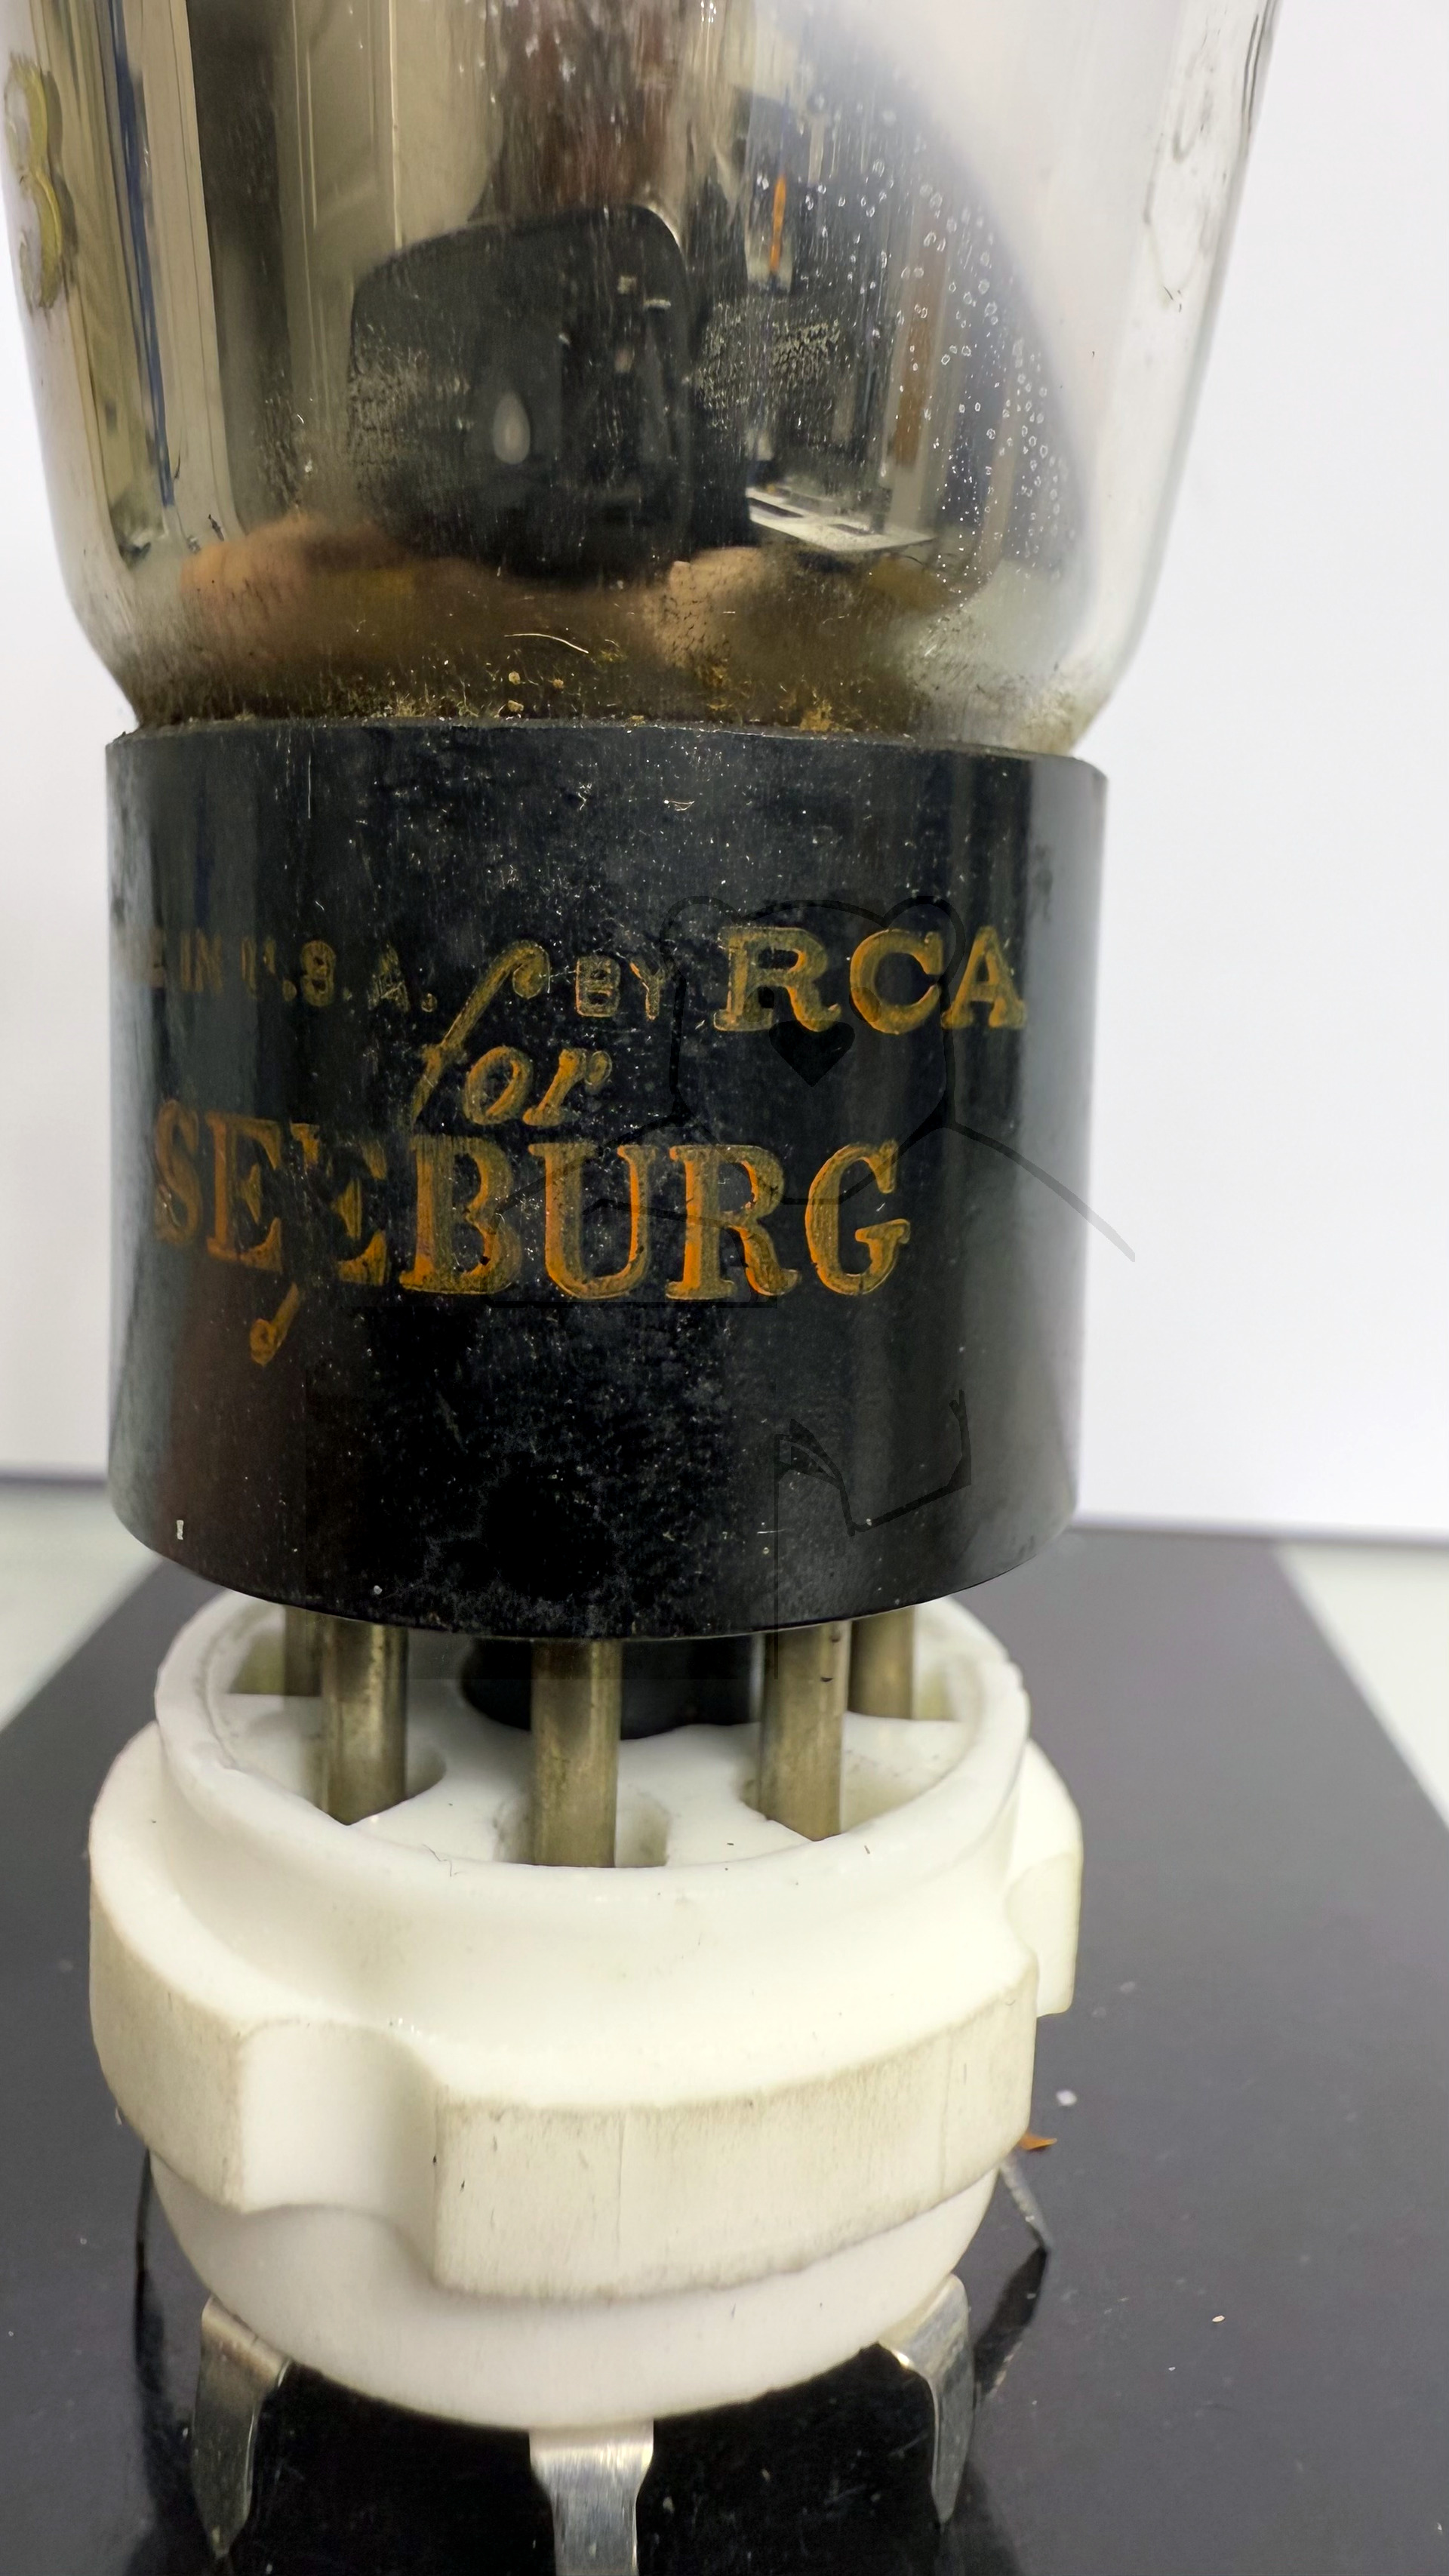 IN U.S.A. BY RCA
for
SEEBURG